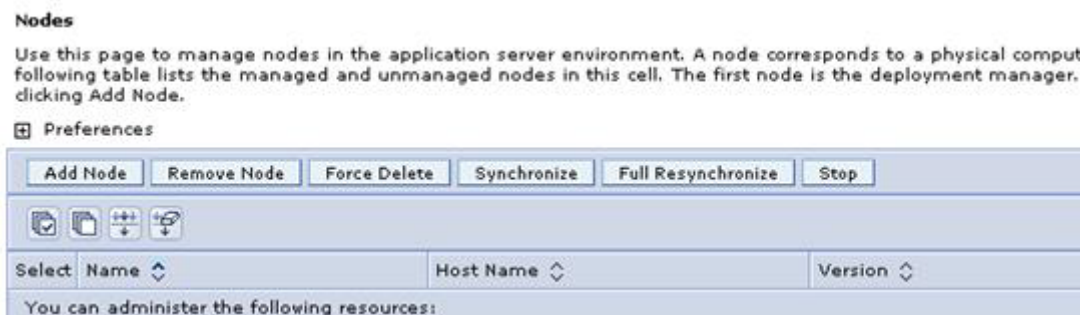 Nodes
Use this page to manage nodes in the application server environment. A node corresponds to a physical
following table lists the managed and unmanaged nodes in this cell. The first node is the deployment manager.
clicking Add Node.
Preferences
Add Node Remove Node Force Delete Synchronize Full Resynchronize Stop
Select Name Host Name Version
You can administer the following resources: